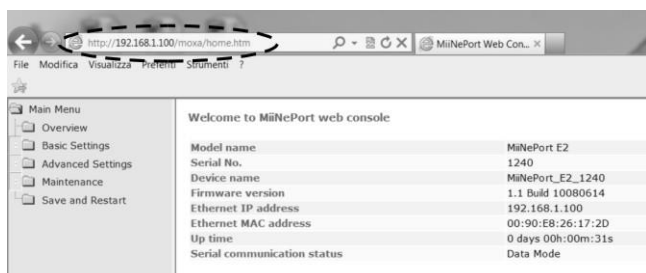 http://192.168.1.100/moxa/home.htm
MiiNePort Web Con...
File Modifica Visualizza Preferiti Strumenti ?
Main Menu
Overview
Basic Settings
Advanced Settings
Maintenance
Save and Restart
Welcome to MiiNePort web console
Model name MiiNePort E2
Serial No. 1240
Device name MiiNePort_E2_1240
Firmware version 1.1 Build 10080614
Ethernet IP address 192.168.1.100
Ethernet MAC address 00:90:E8:26:17:2D
Up time 0 days 00h:00m:31s
Serial communication status Data Mode